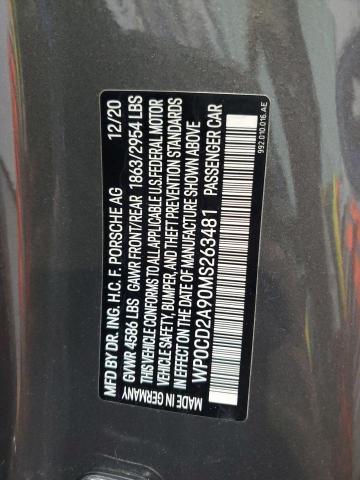 MFD BY DR. ING. H.C. F. PORSCHE AG 12/20
GVWR 4586 LBS GAWR FRONT/REAR 1863/2954 LBS
THIS VEHICLE CONFORMS TO ALL APPLICABLE U.S. FEDERAL MOTOR
VEHICLE SAFETY, BUMPER, AND THEFT PREVENTION STANDARDS
IN EFFECT ON THE DATE OF MANUFACTURE SHOWN ABOVE
WP0CD2A90MS263481 PASSENGER CAR
MADE IN GERMANY
992.010.016.AE